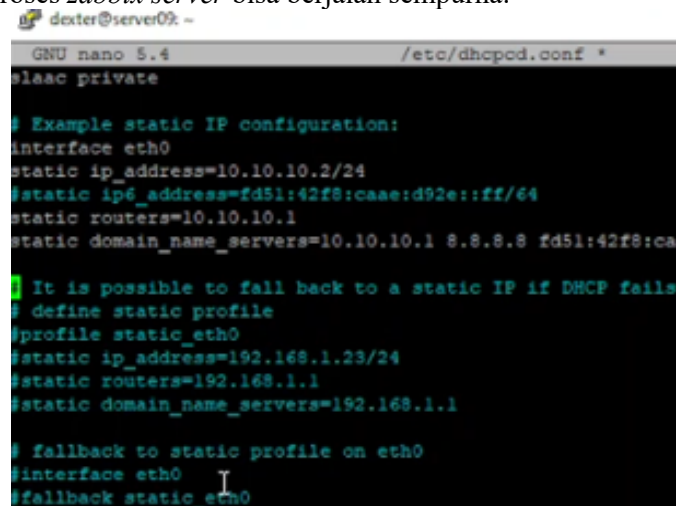 zabbix server bisa berjalan sempurna.
dexter@server09: ~
GNU nano 5.4 /etc/dhcpcd.conf *
slaac private
# Example static IP configuration:
interface eth0
static ip_address=10.10.10.2/24
#static ip6_address=fd51:42f8:caae:d92e::ff/64
static routers=10.10.10.1
static domain_name_servers=10.10.10.1 8.8.8.8 fd51:42f8:ca
# It is possible to fall back to a static IP if DHCP fails
# define static profile
#profile static_eth0
#static ip_address=192.168.1.23/24
#static routers=192.168.1.1
#static domain_name_servers=192.168.1.1
# fallback to static profile on eth0
#interface eth0
#fallback static_eth0